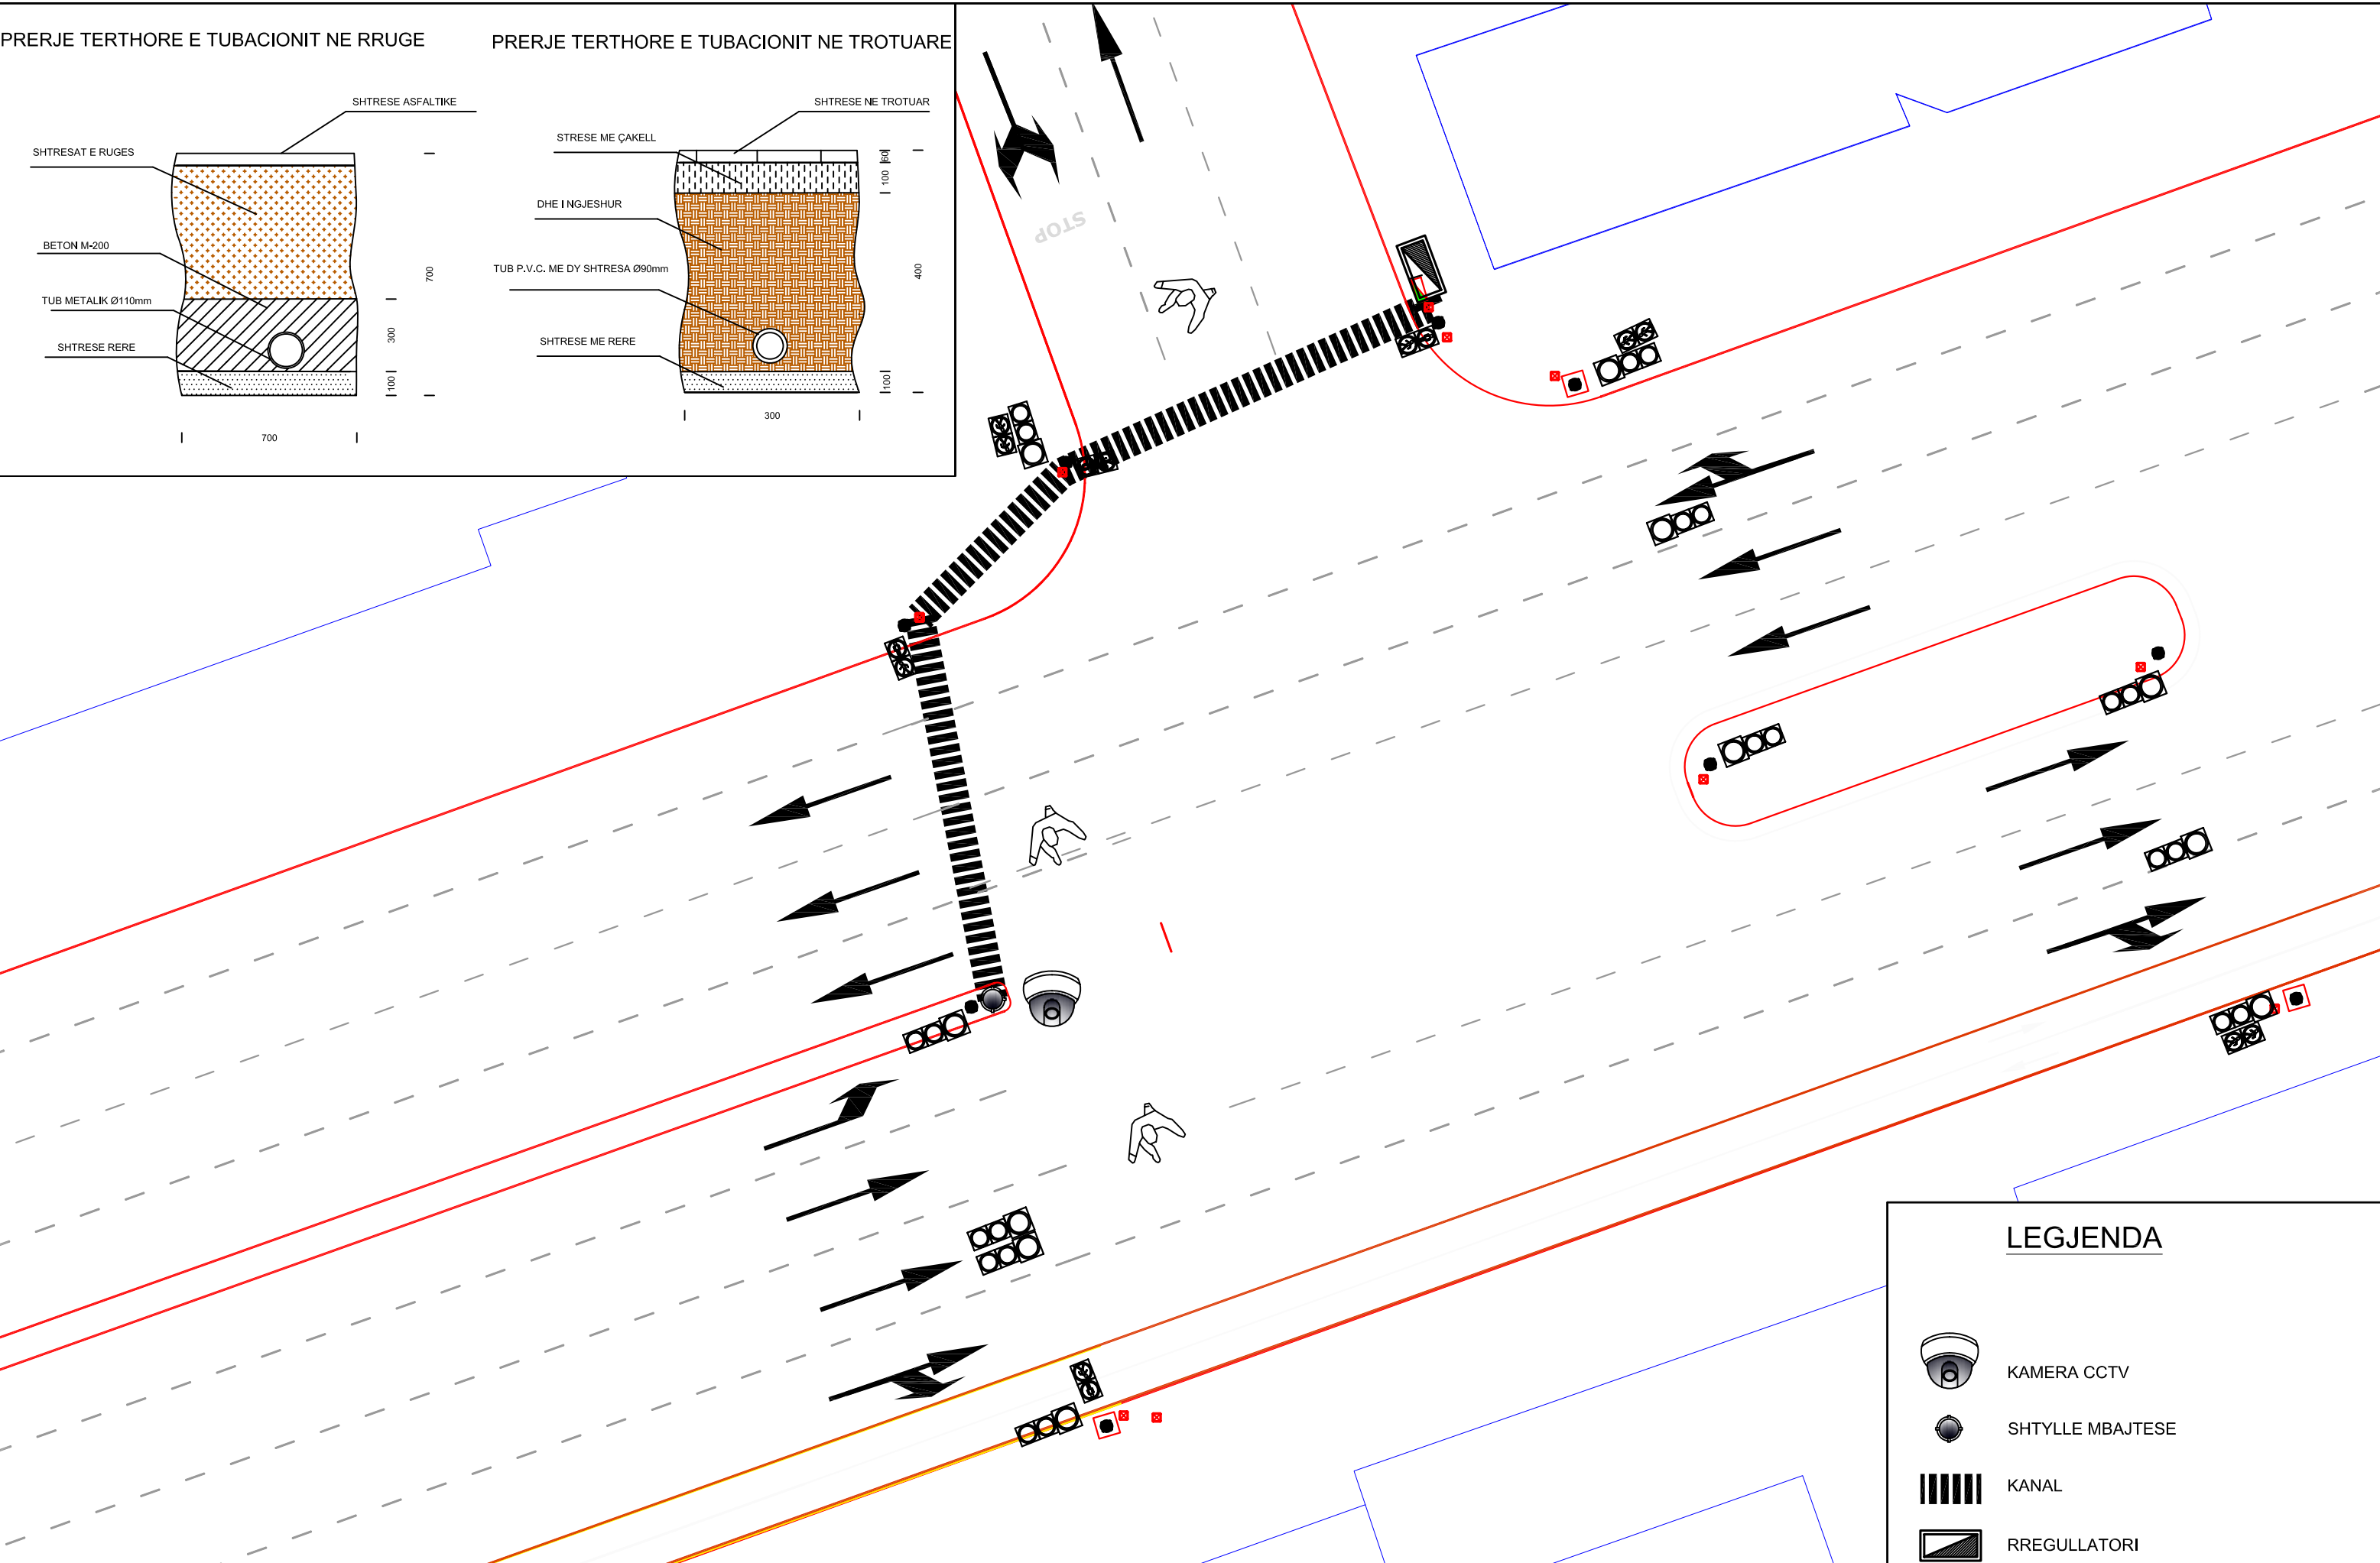 PRERJE TERTHORE E TUBACIONIT NE RRUGE
SHTRESE ASFALTIKE
SHTRESAT E RUGES
BETON M-200
TUB METALIK Ø110mm
SHTRESE RERE
700
300
100
700
PRERJE TERTHORE E TUBACIONIT NE TROTUARE
SHTRESE NE TROTUAR
STRESE ME ÇAKELL
DHE I NGJESHUR
TUB P.V.C. ME DY SHTRESA Ø90mm
SHTRESE ME RERE
60
100
400
100
300
STOP
LEGJENDA
KAMERA CCTV
SHTYLLE MBAJTESE
KANAL
RREGULLATORI